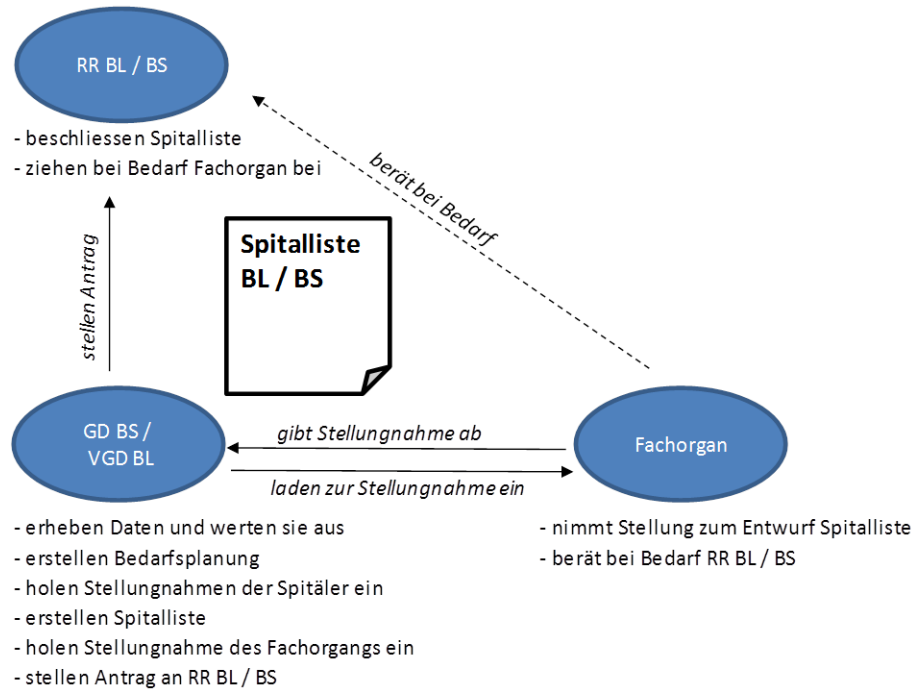 RR BL / BS
- beschliessen Spitalliste
- ziehen bei Bedarf Fachorgan bei
berät bei Bedarf
stellen Antrag
Spitalliste
BL / BS
GD BS /
VGD BL
gibt Stellungnahme ab
laden zur Stellungnahme ein
Fachorgan
- erheben Daten und werten sie aus
- erstellen Bedarfsplanung
- holen Stellungnahmen der Spitäler ein
- erstellen Spitalliste
- holen Stellungnahme des Fachorgangs ein
- stellen Antrag an RR BL / BS
- nimmt Stellung zum Entwurf Spitalliste
- berät bei Bedarf RR BL / BS